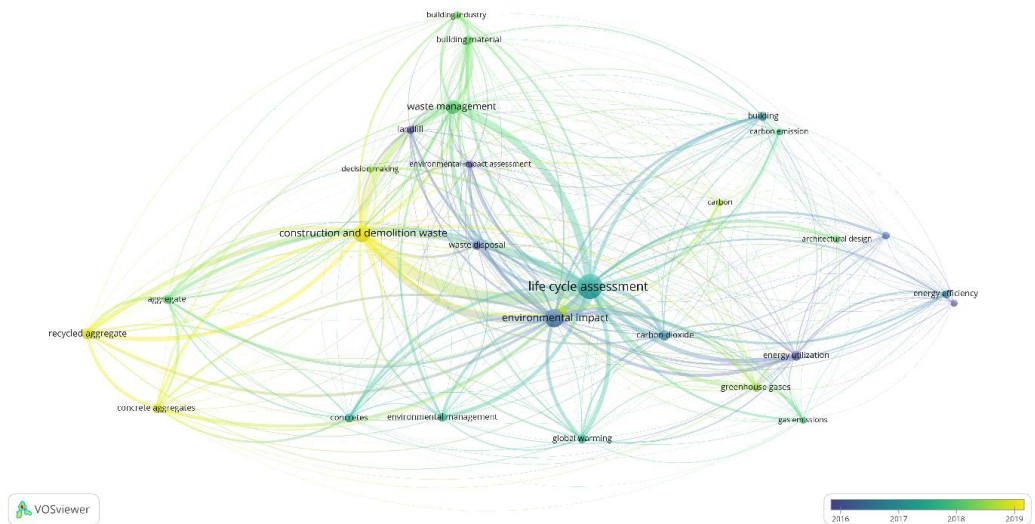 building industry
building material
waste management
landfill
building
carbon emission
environmental impact assessment
decision making
carbon
construction and demolition waste
waste disposal
architectural design
life cycle assessment
energy efficiency
aggregate
environmental impact
recycled aggregate
carbon dioxide
energy utilization
greenhouse gases
concrete aggregates
concretes
environmental management
gas emissions
global warming
VOSviewer
2016 2017 2018 2019